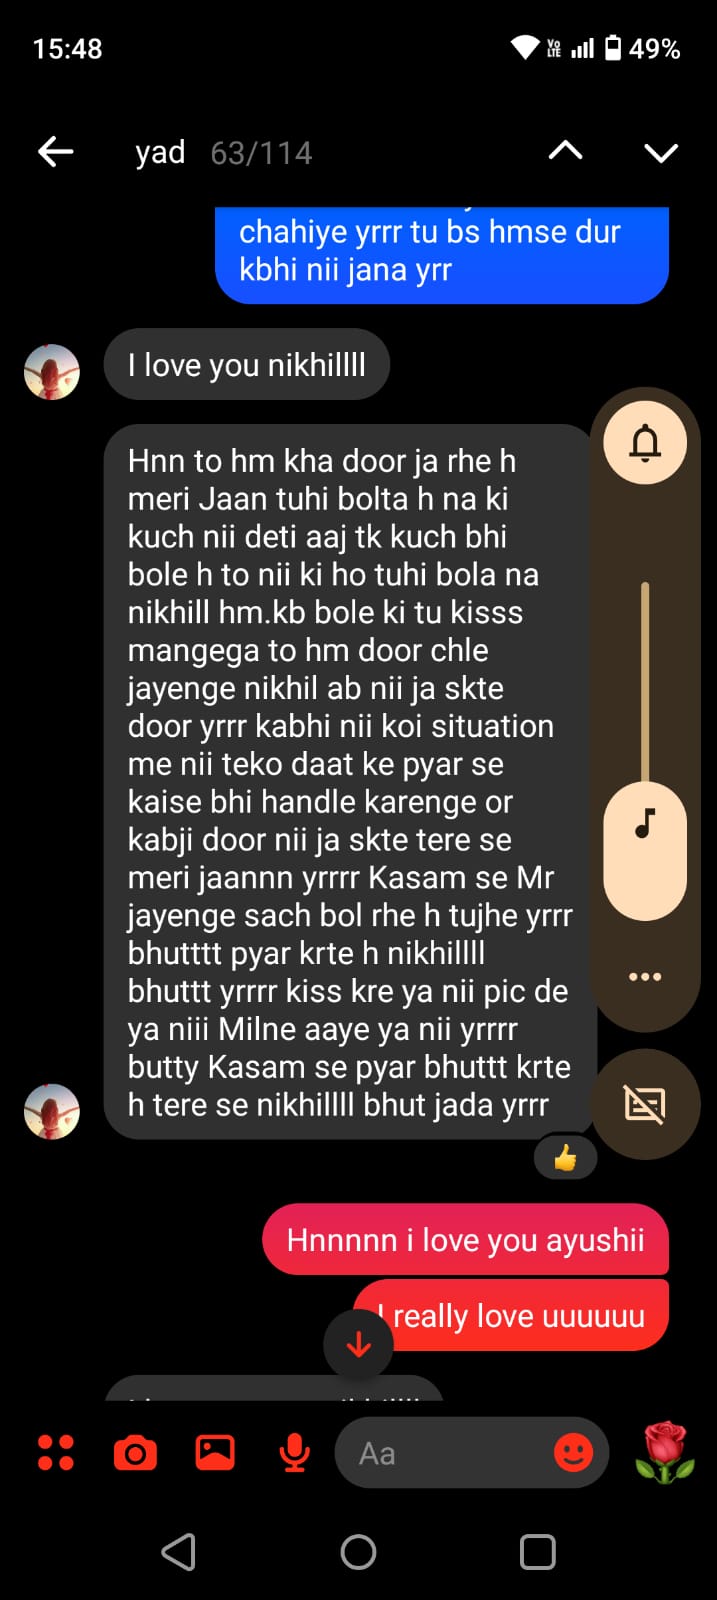 15:48
Vo
LTE
49%
yad 63/114
chahiye yrrr tu bs hmse dur
kbhi nii jana yrr
I love you nikhillll
Hnn to hm kha door ja rhe h
meri Jaan tuhi bolta h na ki
kuch nii deti aaj tk kuch bhi
bole h to nii ki ho tuhi bola na
nikhill hm.kb bole ki tu kisss
mangega to hm door chle
jayenge nikhil ab nii ja skte
door yrrr kabhi nii koi situation
me nii teko daat ke pyar se
kaise bhi handle karenge or
kabji door nii ja skte tere se
meri jaannn yrrrr Kasam se Mr
jayenge sach bol rhe h tujhe yrrr
bhutttt pyar krte h nikhillll
bhuttt yrrrr kiss kre ya nii pic de
ya niii Milne aaye ya nii yrrrr
butty Kasam se pyar bhuttt krte
h tere se nikhillll bhut jada yrrr
Hnnnnn i love you ayushii
I really love uuuuuu
Aa